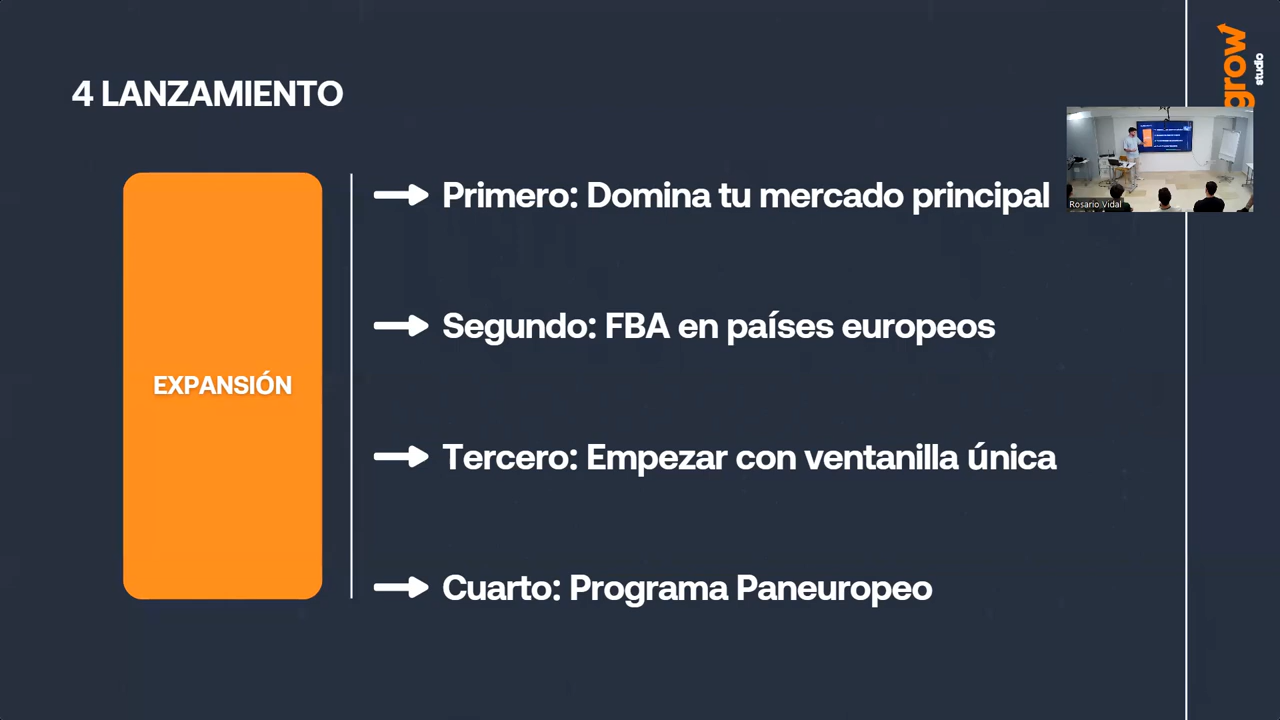 4 LANZAMIENTO
grow
studio
Primero: Domina tu mercado principal
Rosario Vidal
Segundo: FBA en países europeos
EXPANSIÓN
Tercero: Empezar con ventanilla única
Cuarto: Programa Paneuropeo